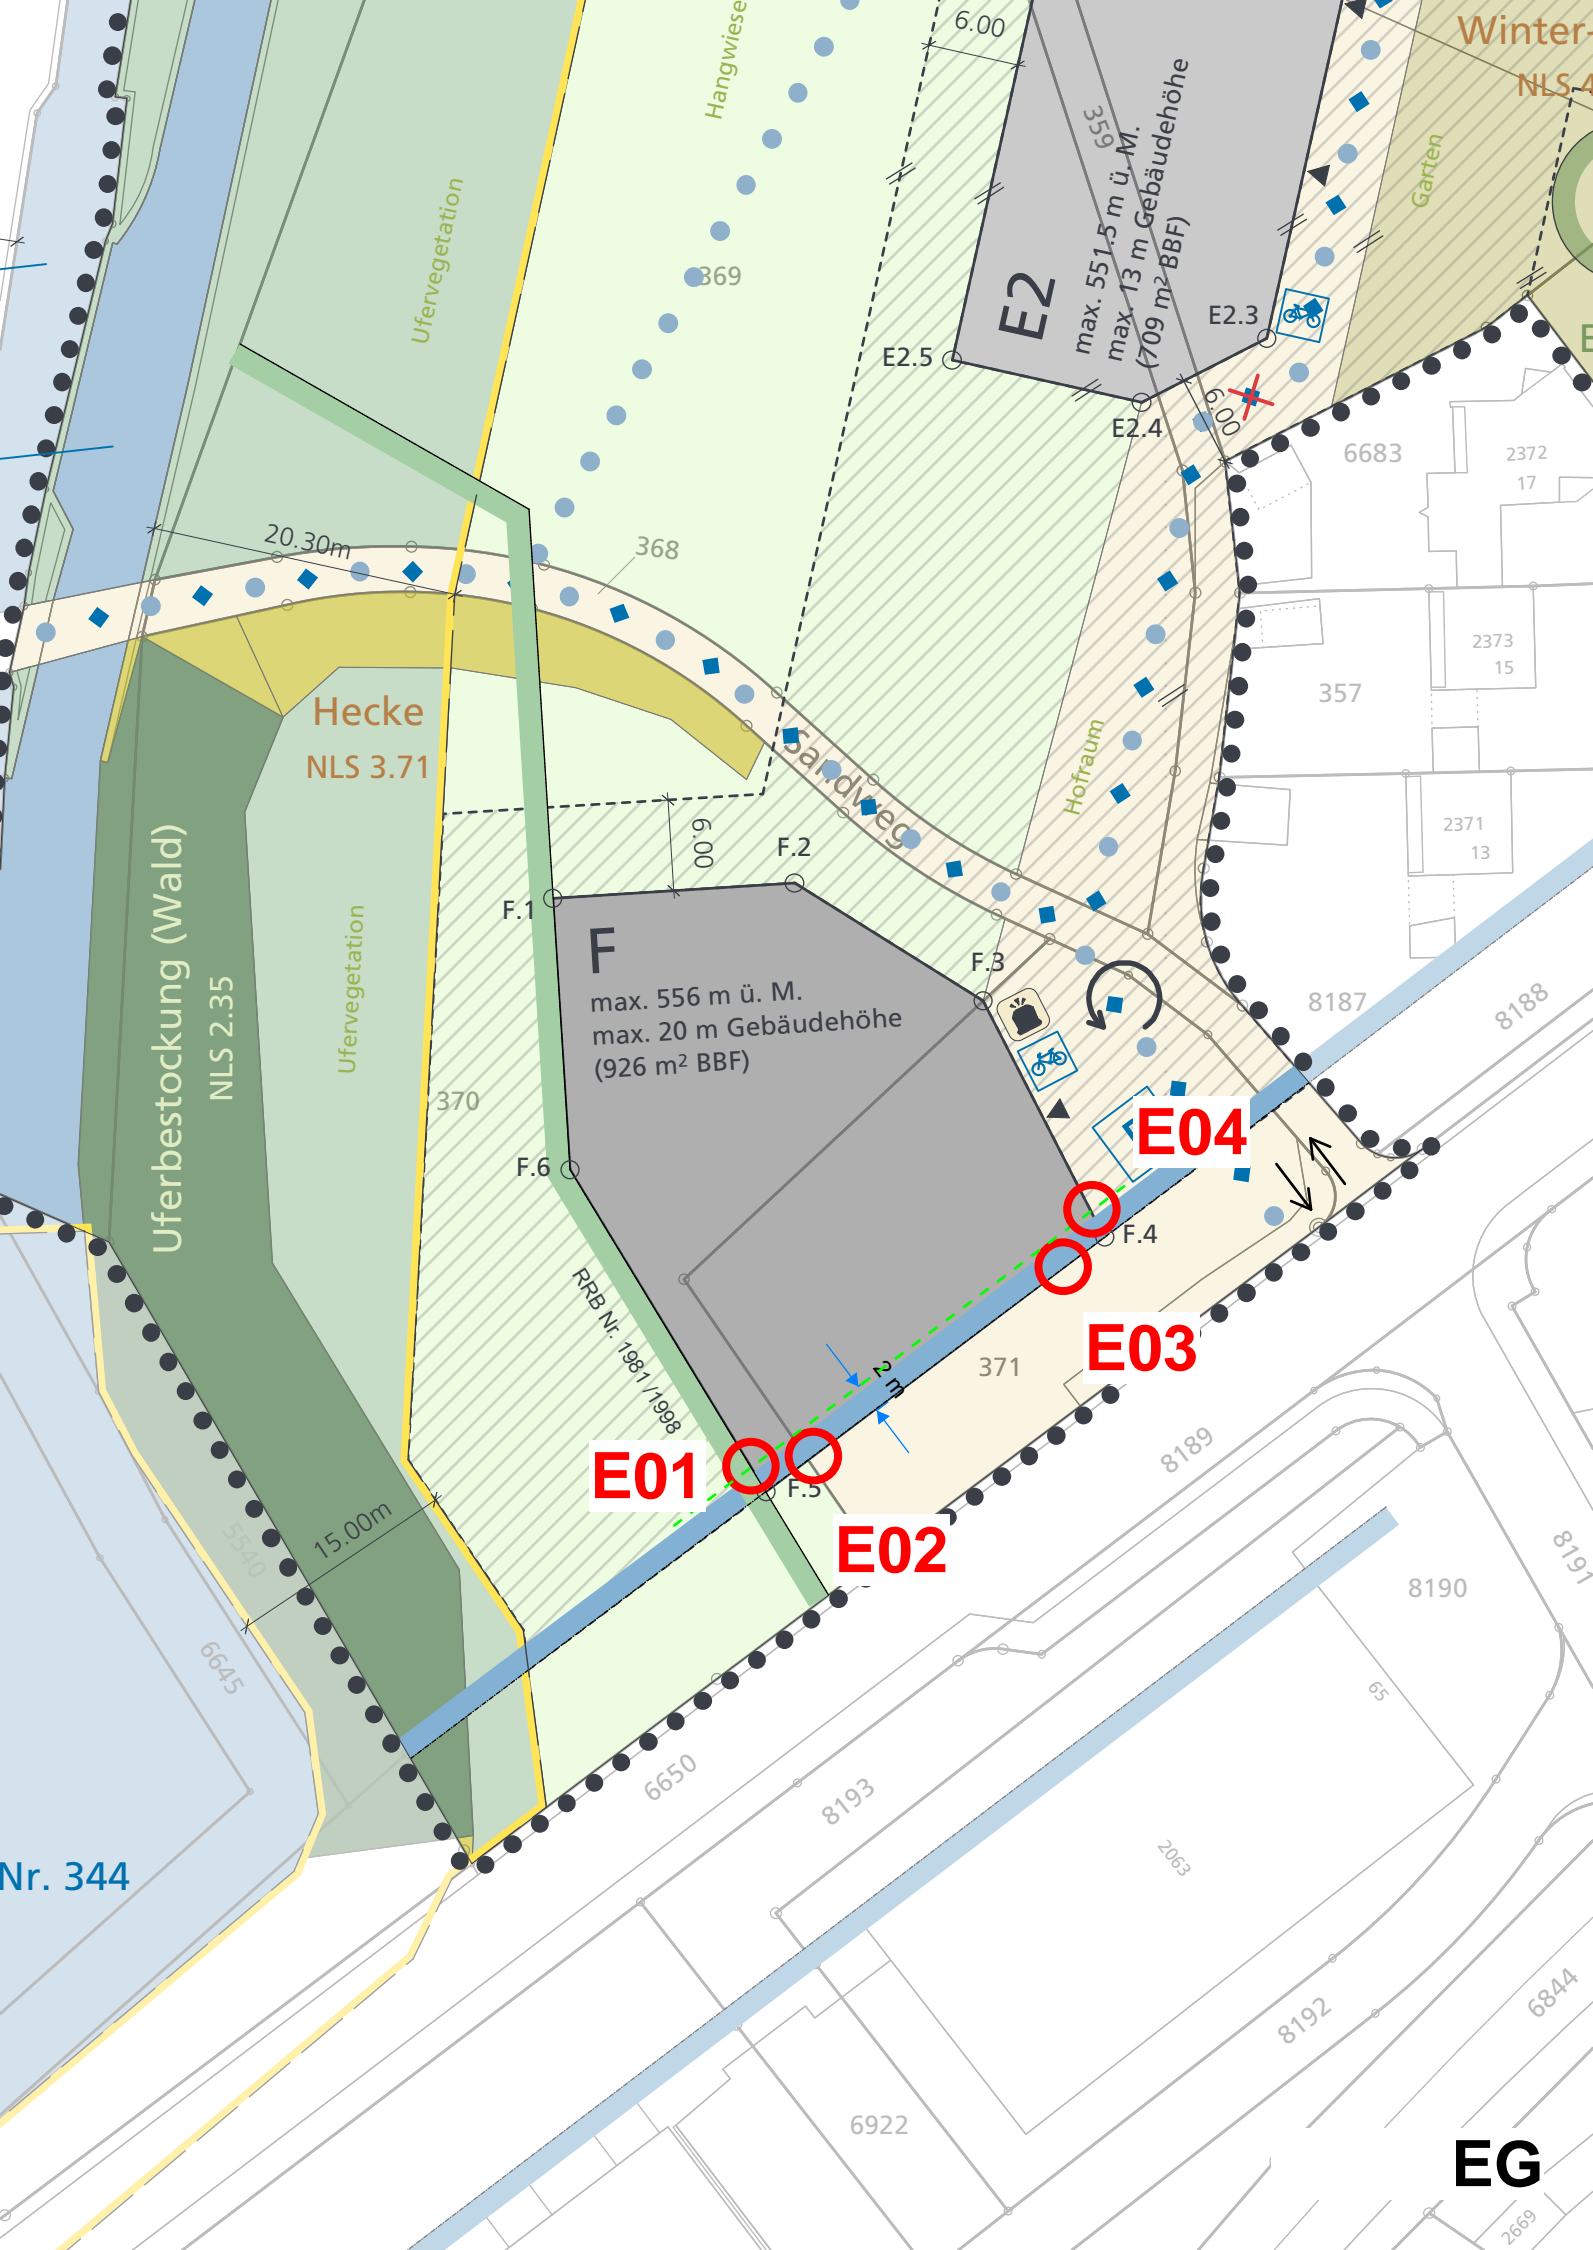 6.00
Winter-
NLS 4
Hangwiese
359
max. 551.5 m ü. M.
max. 13 m Gebäudehöhe
(709 m² BBF)
E2
Garten
Ufervegetation
369
E2.3
E2.5
E2.4
6.00
6683
2372
17
20.30m
368
2373
15
357
Hecke
NLS 3.71
Hofraum
Sandweg
2371
13
6.00
F.2
F.1
F
F.3
max. 556 m ü. M.
max. 20 m Gebäudehöhe
(926 m² BBF)
Uferbestockung (Wald)
NLS 2.35
Ufervegetation
370
8187
8188
E04
F.6
F.4
RRB Nr. 1981/1998
E03
2 m
371
E01
F.5
E02
8189
15.00m
5540
8191
8190
6645
65
6650
8193
2063
Nr. 344
8192
6844
6922
EG
2669